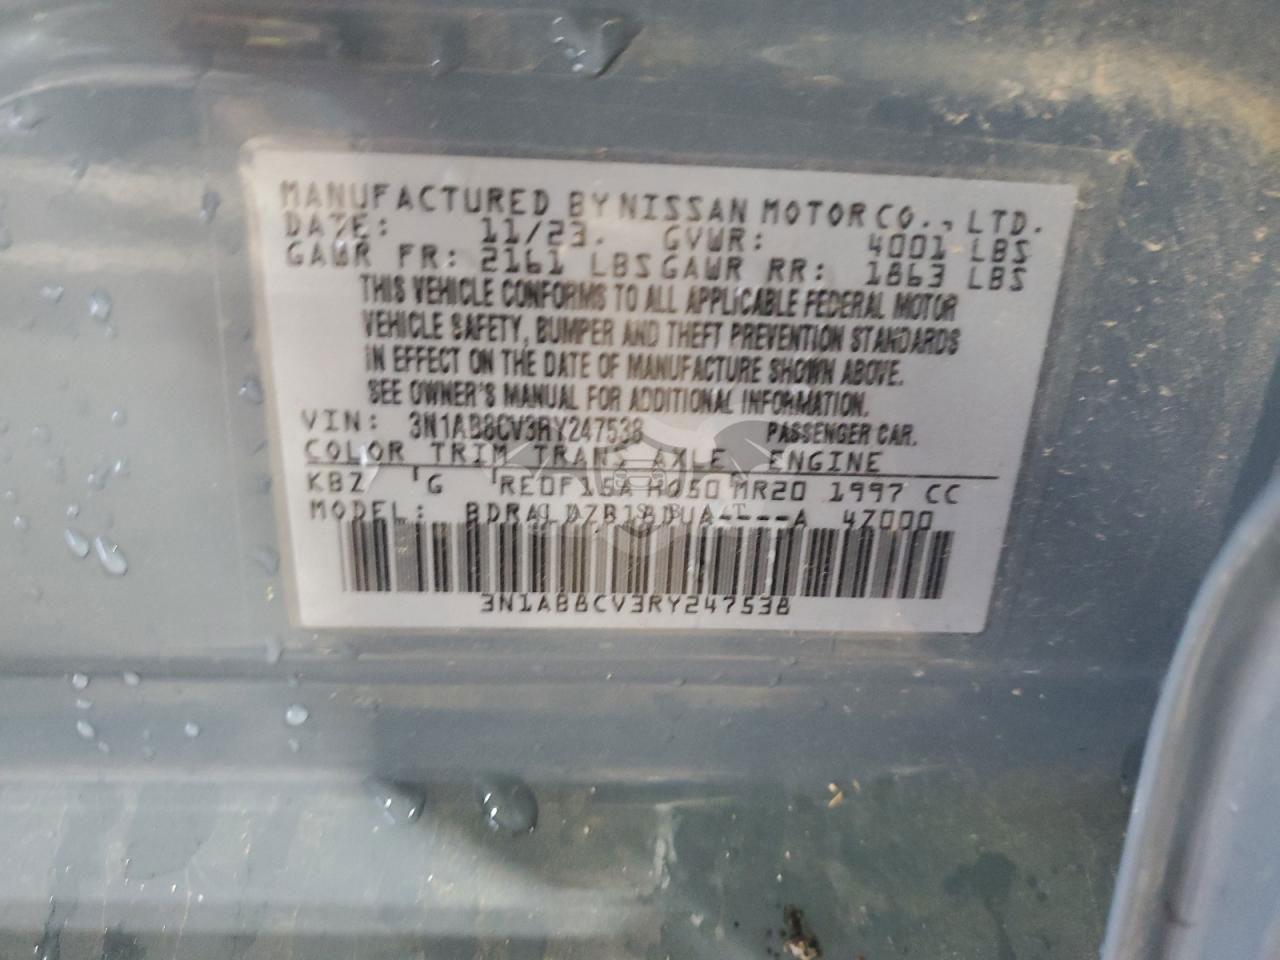 MANUFACTURED BY NISSAN MOTOR CO., LTD.
DATE: 11/23. GVWR: 4001 LBS
GAWR FR: 2161 LBS GAWR RR: 1863 LBS
THIS VEHICLE CONFORMS TO ALL APPLICABLE FEDERAL MOTOR
VEHICLE SAFETY, BUMPER AND THEFT PREVENTION STANDARDS
IN EFFECT ON THE DATE OF MANUFACTURE SHOWN ABOVE.
SEE OWNER'S MANUAL FOR ADDITIONAL INFORMATION.
VIN: 3N1AB8CV3RY247538 PASSENGER CAR.
COLOR TRIM TRANS AXLE ENGINE
KBZ G RE0F15A H050 MR20 1997 CC
MODEL: 47000
3N1AB8CV3RY247538